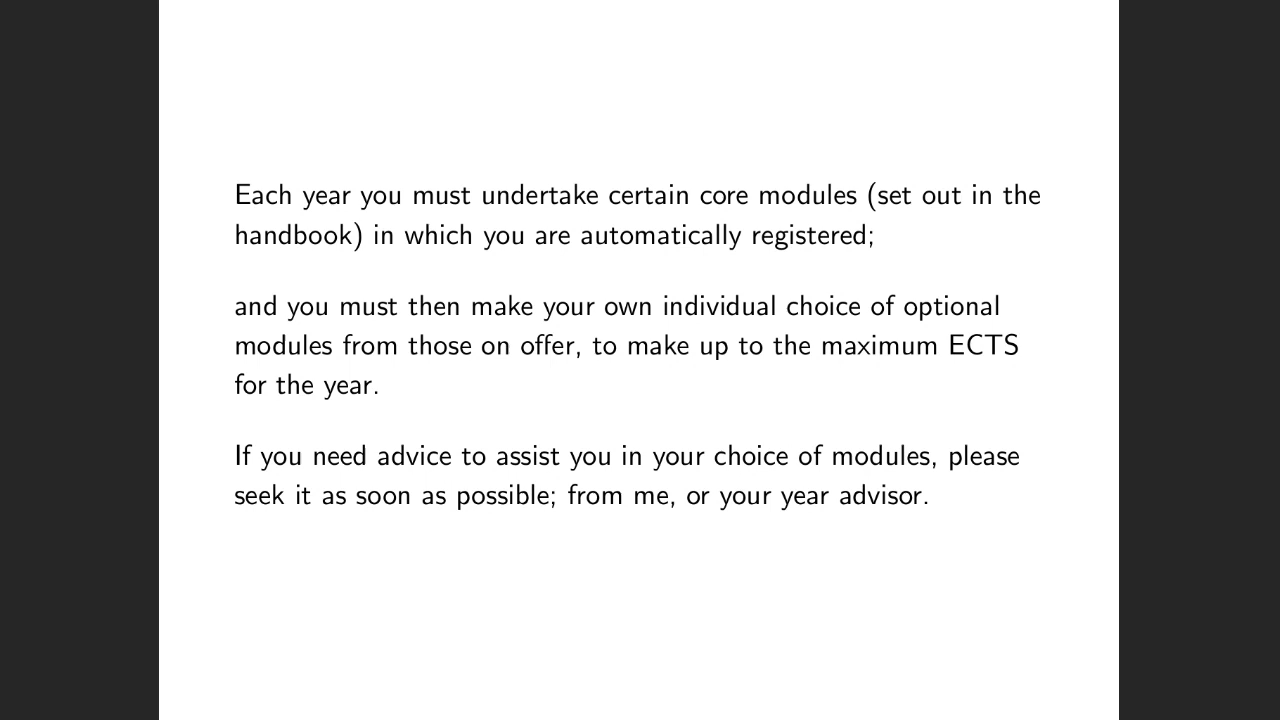 Each year you must undertake certain core modules (set out in the
handbook) in which you are automatically registered;
and you must then make your own individual choice of optional
modules from those on offer, to make up to the maximum ECTS
for the year.
If you need advice to assist you in your choice of modules, please
seek it as soon as possible; from me, or your year advisor.